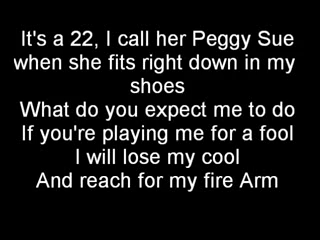 It's a 22, I call her Peggy Sue
when she fits right down in my
shoes
What do you expect me to do
If you're playing me for a fool
I will lose my cool
And reach for my fire Arm